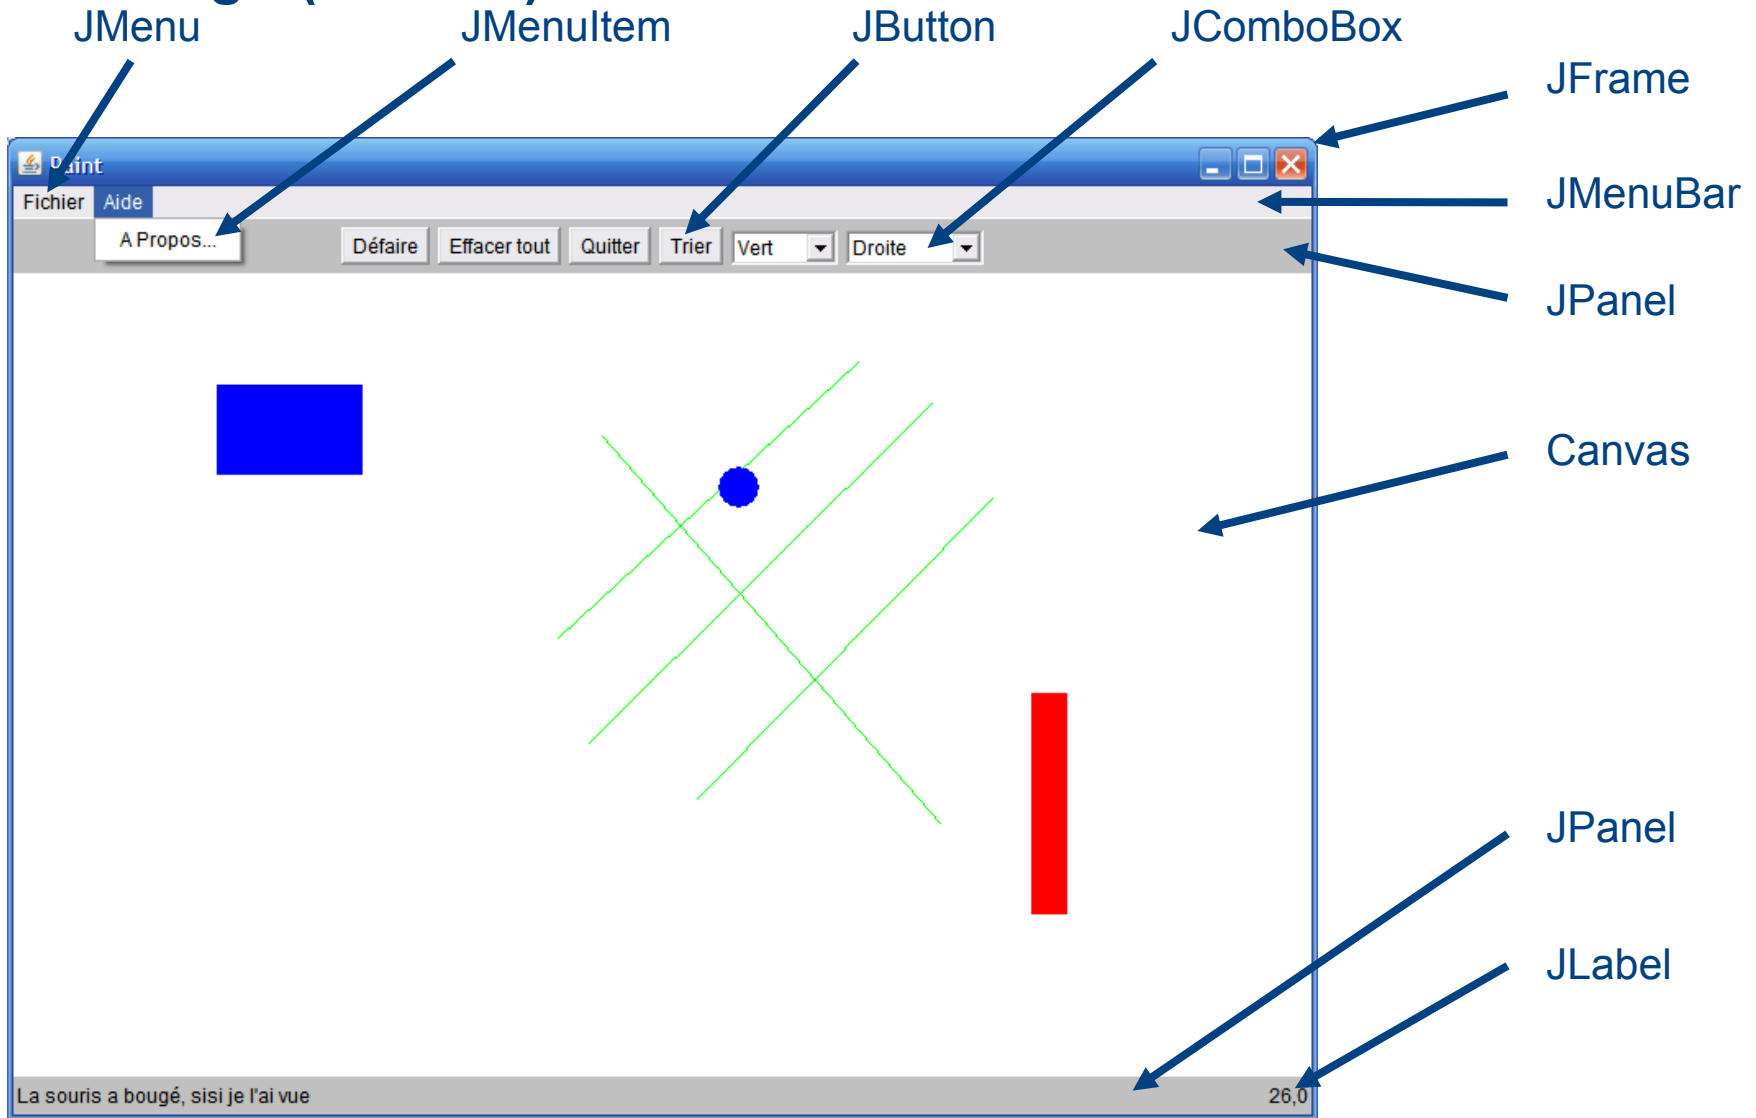 JMenu JMenuItem JButton JComboBox
JFrame
Paint
Fichier Aide
JMenuBar
A Propos...
Défaire Effacer tout Quitter Trier Vert Droite
JPanel
Canvas
JPanel
JLabel
La souris a bougé, sisi je l'ai vue
26,0